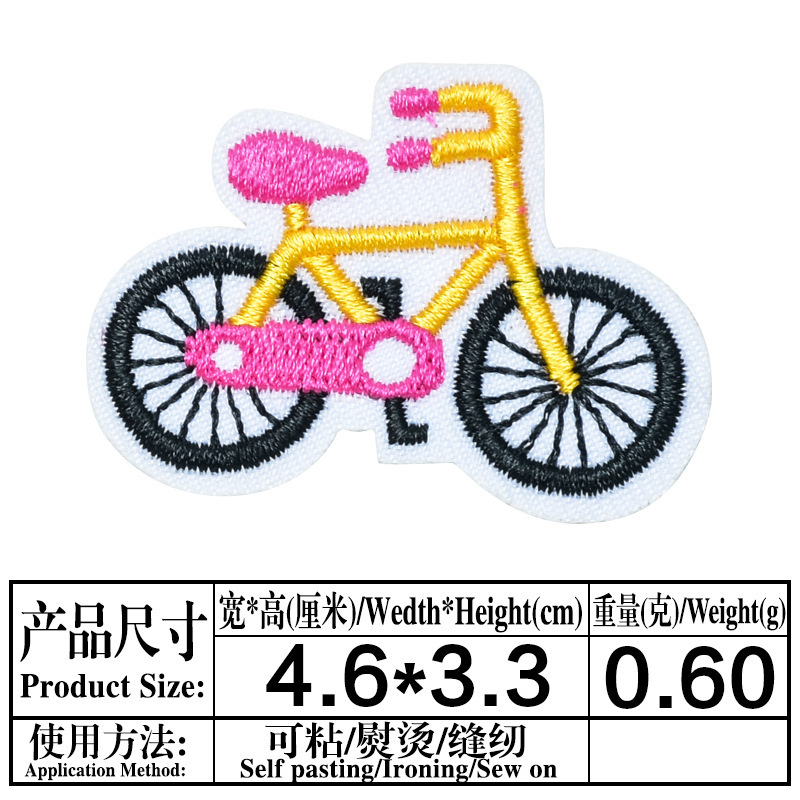 产品尺寸
Product Size:
宽*高(厘米)/Wedth*Height(cm)
4.6*3.3
重量(克)/Weight(g)
0.60
使用方法:
Application Method:
可粘/熨烫/缝纫
Self pasting/Ironing/Sew on